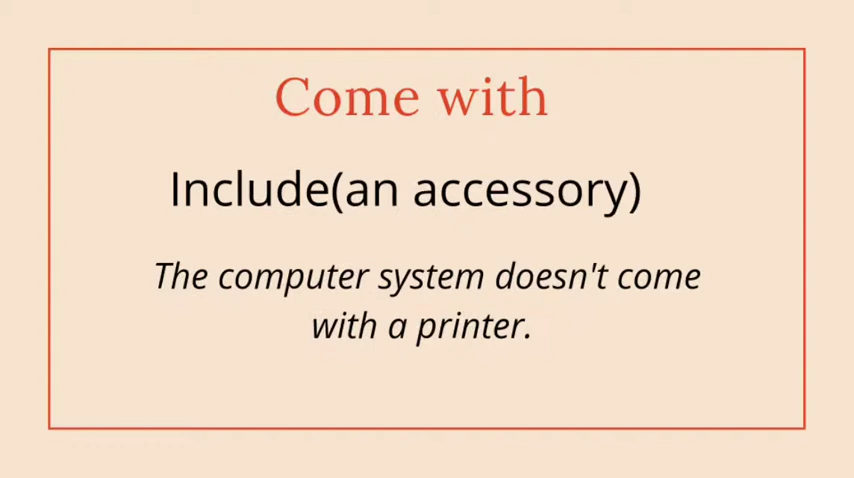 Come with
Include(an accessory)
The computer system doesn't come
with a printer.